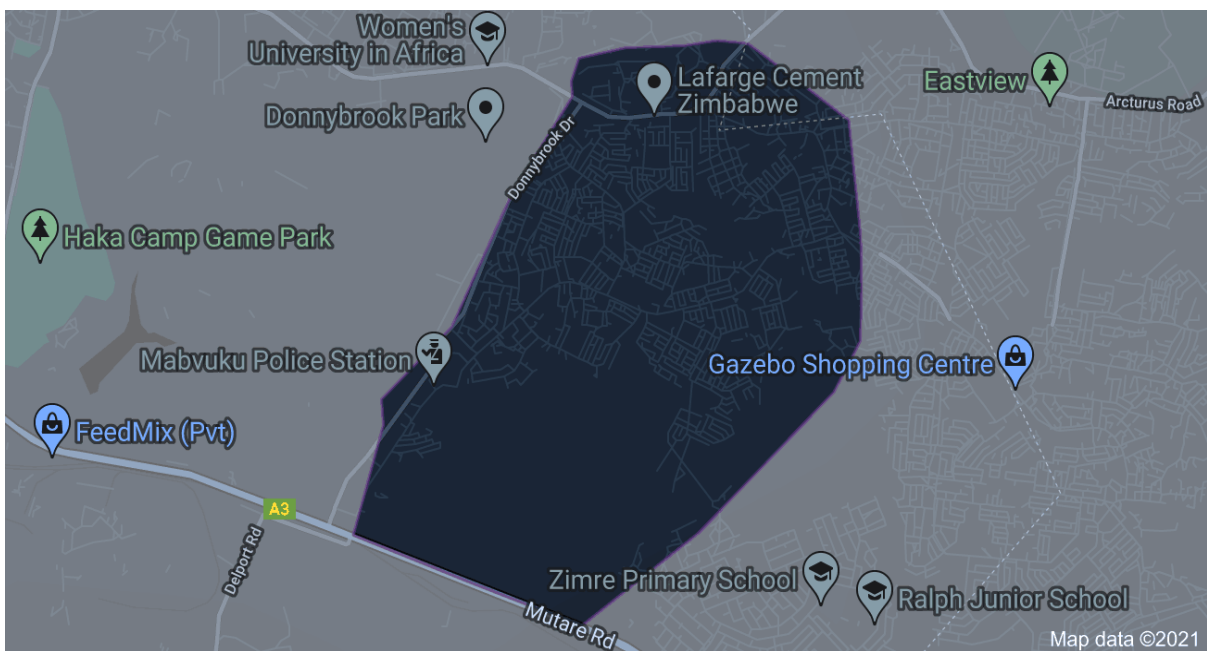 Women's
University in Africa
Lafarge Cement
Zimbabwe
Eastview
Arcturus Road
Donnybrook Park
Donnybrook Dr
Haka Camp Game Park
Mabvuku Police Station
Gazebo Shopping Centre
FeedMix (Pvt)
A3
Delport Rd
Zimre Primary School
Ralph Junior School
Mutare Rd
Map data ©2021